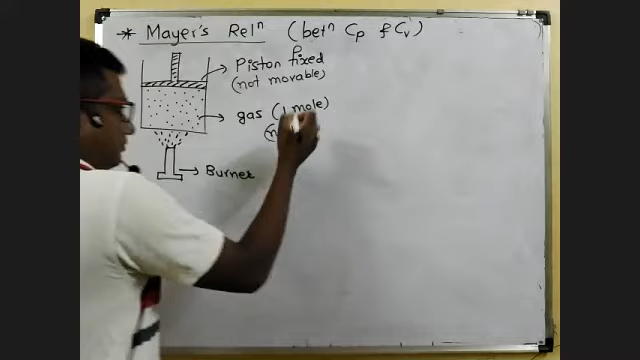 * Mayer's Relⁿ (betⁿ Cp & Cv)
Piston fixed
(not movable)
gas (1 mole)
Burner